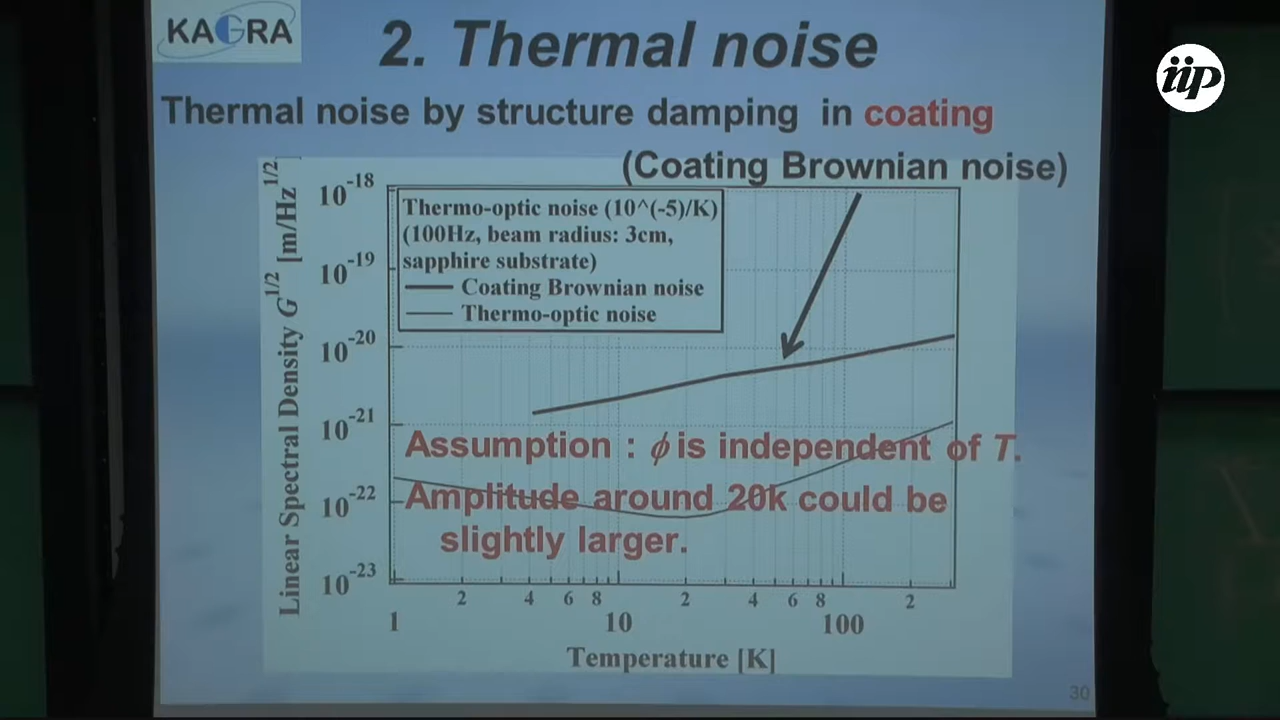 KAGRA
2. Thermal noise
iip
Thermal noise by structure damping in coating
(Coating Brownian noise)
Linear Spectral Density G^1/2 [m/Hz^1/2]
10^-18
10^-19
10^-20
10^-21
10^-22
10^-23
Thermo-optic noise (10^(-5)/K)
(100Hz, beam radius: 3cm,
sapphire substrate)
Coating Brownian noise
Thermo-optic noise
Assumption : ϕ is independent of T.
Amplitude around 20k could be
slightly larger.
2 4 6 8 2 4 6 8 2
1 10 100
Temperature [K]
30